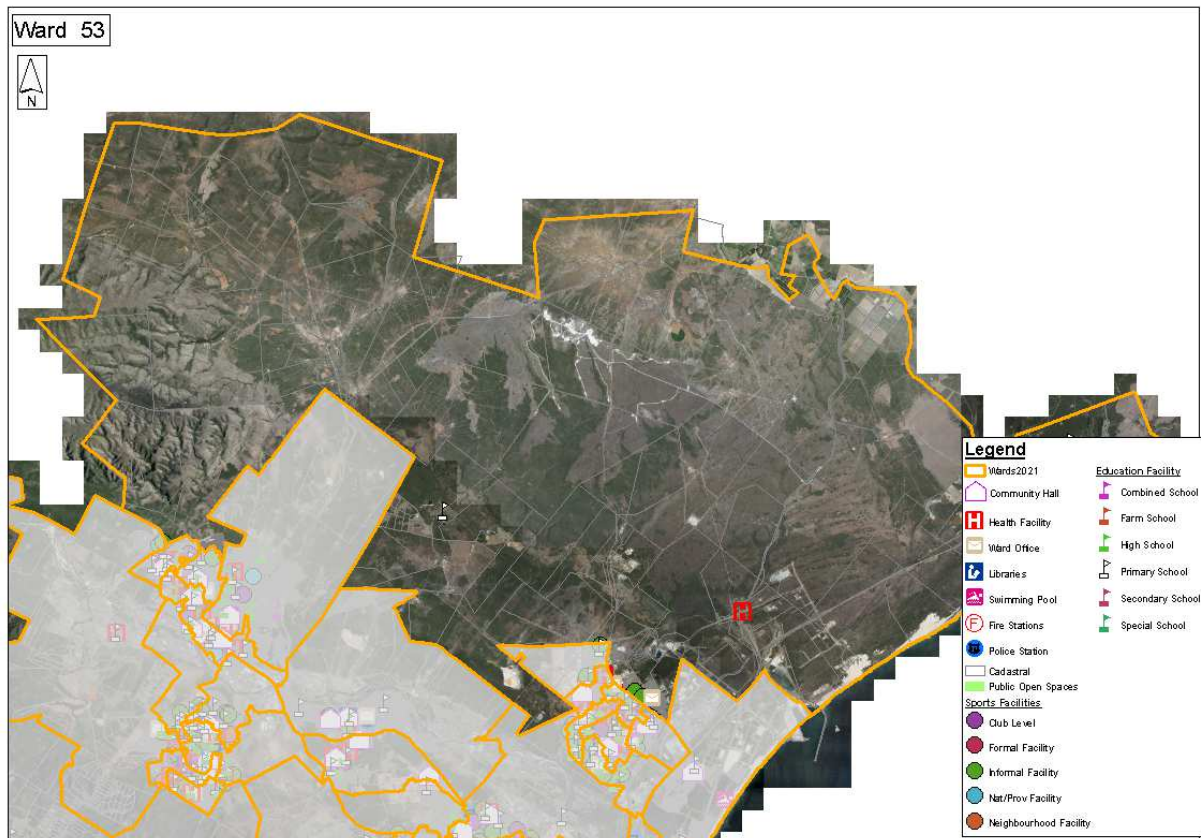 Ward 53
N
Legend
Wards2021
Community Hall
Health Facility
Ward Office
Libraries
Swimming Pool
Fire Stations
Police Station
Cadastral
Public Open Spaces
Sports Facilities
Club Level
Formal Facility
Informal Facility
Nat/Prov Facility
Neighbourhood Facility
Education Facility
Combined School
Farm School
High School
Primary School
Secondary School
Special School